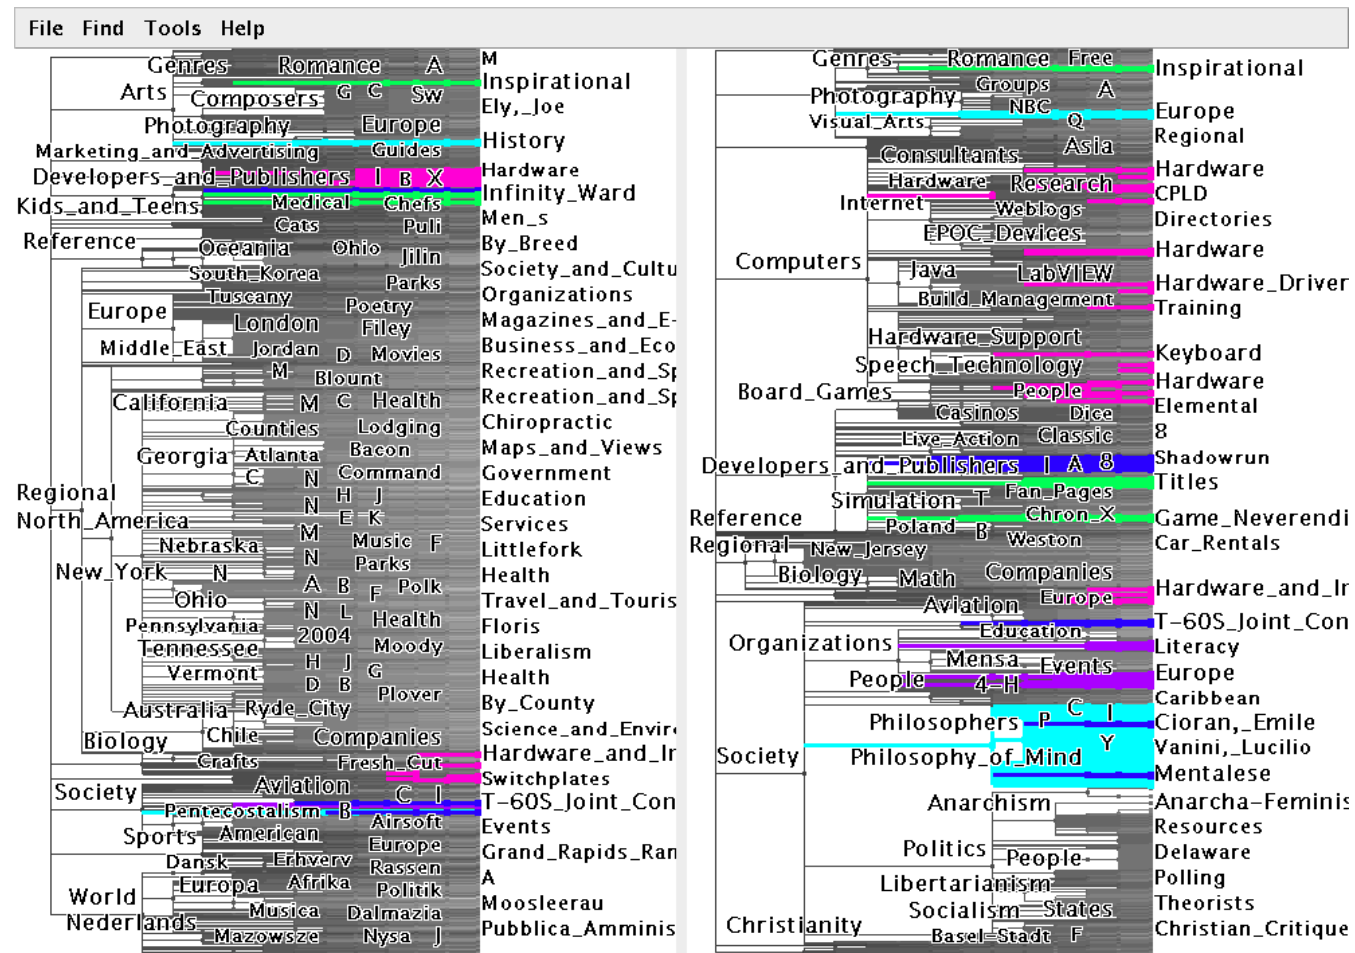 File Find Tools Help
Genres Romance A M
Inspirational
Arts Composers G C Sw
Ely,_Joe
Photography Europe
History
Marketing_and_Advertising Guides
Hardware
Developers_and_Publishers I B X
Infinity_Ward
Kids_and_Teens Medical Chefs
Men_s
Cats Puli
Reference Oceania Ohio Jilin
By_Breed
South_Korea Parks
Society_and_Cultu
Tuscany Poetry
Organizations
Europe London Filey
Magazines_and_E-
Middle_East Jordan D Movies
Business_and_Eco
M Blount
Recreation_and_Sp
California M C Health
Recreation_and_Sp
Counties Lodging
Chiropractic
Georgia Atlanta Bacon
Maps_and_Views
C N Command
Government
Regional N H J
Education
North_America E K
Services
Nebraska M Music F
Littlefork
New_York N N Parks
Health
Ohio A B F Polk
Travel_and_Touris
Pennsylvania N L Health
Floris
Tennessee 2004 Moody
Liberalism
Vermont H J G
Health
D B Plover
Australia Ryde_City
By_County
Biology Chile Companies
Science_and_Envir
Crafts Fresh_Cut
Hardware_and_In
Switchplates
Society Aviation C I
T-60S_Joint_Con
Pentecostalism B Airsoft
Events
Sports American Europe
Grand_Rapids_Ran
Dansk Erhverv Rassen
A
World Europa Afrika Politik
Moosleerau
Nederlands Musica Dalmazia
Pubblica_Amminis
Mazowsze Nysa J
Genres Romance Free
Inspirational
Groups A
Photography NBC
Europe
Visual_Arts Q
Regional
Consultants Asia
Hardware
Hardware Research
CPLD
Internet Weblogs
Directories
EPOC_Devices
Hardware
Computers Java LabVIEW
Hardware_Driver
Build_Management
Training
Hardware_Support
Keyboard
Speech_Technology
Hardware
Board_Games People
Elemental
Casinos Dice
8
Live_Action Classic
Shadowrun
Developers_and_Publishers I A 8
Titles
Simulation T Fan_Pages
Reference Poland B Chron_X
Game_Neverendi
Regional New_Jersey Weston
Car_Rentals
Biology Math Companies
Hardware_and_In
Aviation Europe
T-60S_Joint_Con
Organizations Education
Literacy
Mensa Events
Europe
People 4-H
Caribbean
Philosophers P C I
Cioran,_Emile
Society Philosophy_of_Mind Y
Vanini,_Lucilio
Mentalese
Anarchism
Anarcha-Feminis
Resources
Politics People
Delaware
Libertarianism
Polling
Socialism States
Theorists
Christianity Basel-Stadt F
Christian_Critique